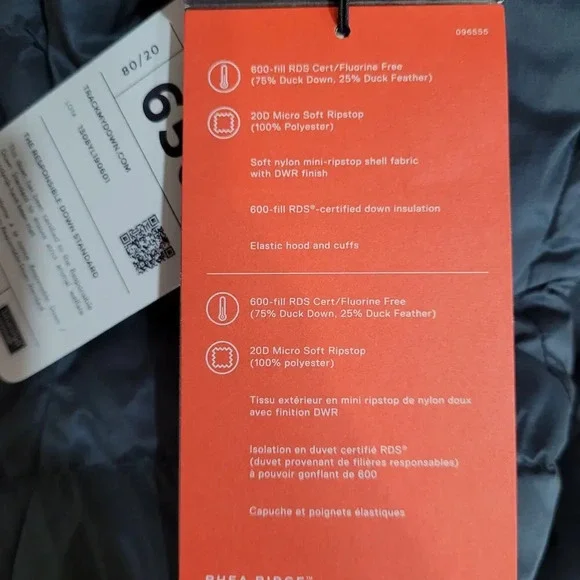 096555
600-fill RDS Cert/Fluorine Free
(75% Duck Down, 25% Duck Feather)
20D Micro Soft Ripstop
(100% Polyester)
Soft nylon mini-ripstop shell fabric
with DWR finish
600-fill RDS®-certified down insulation
Elastic hood and cuffs
600-fill RDS Cert/Fluorine Free
(75% Duck Down, 25% Duck Feather)
20D Micro Soft Ripstop
(100% polyester)
Tissu extérieur en mini ripstop de nylon doux
avec finition DWR
Isolation en duvet certifié RDS®
(duvet provenant de filières responsables)
à pouvoir gonflant de 600
Capuche et poignets élastiques
80/20
65
TRACKMYDOWN.COM
THE RESPONSIBLE DOWN STANDARD